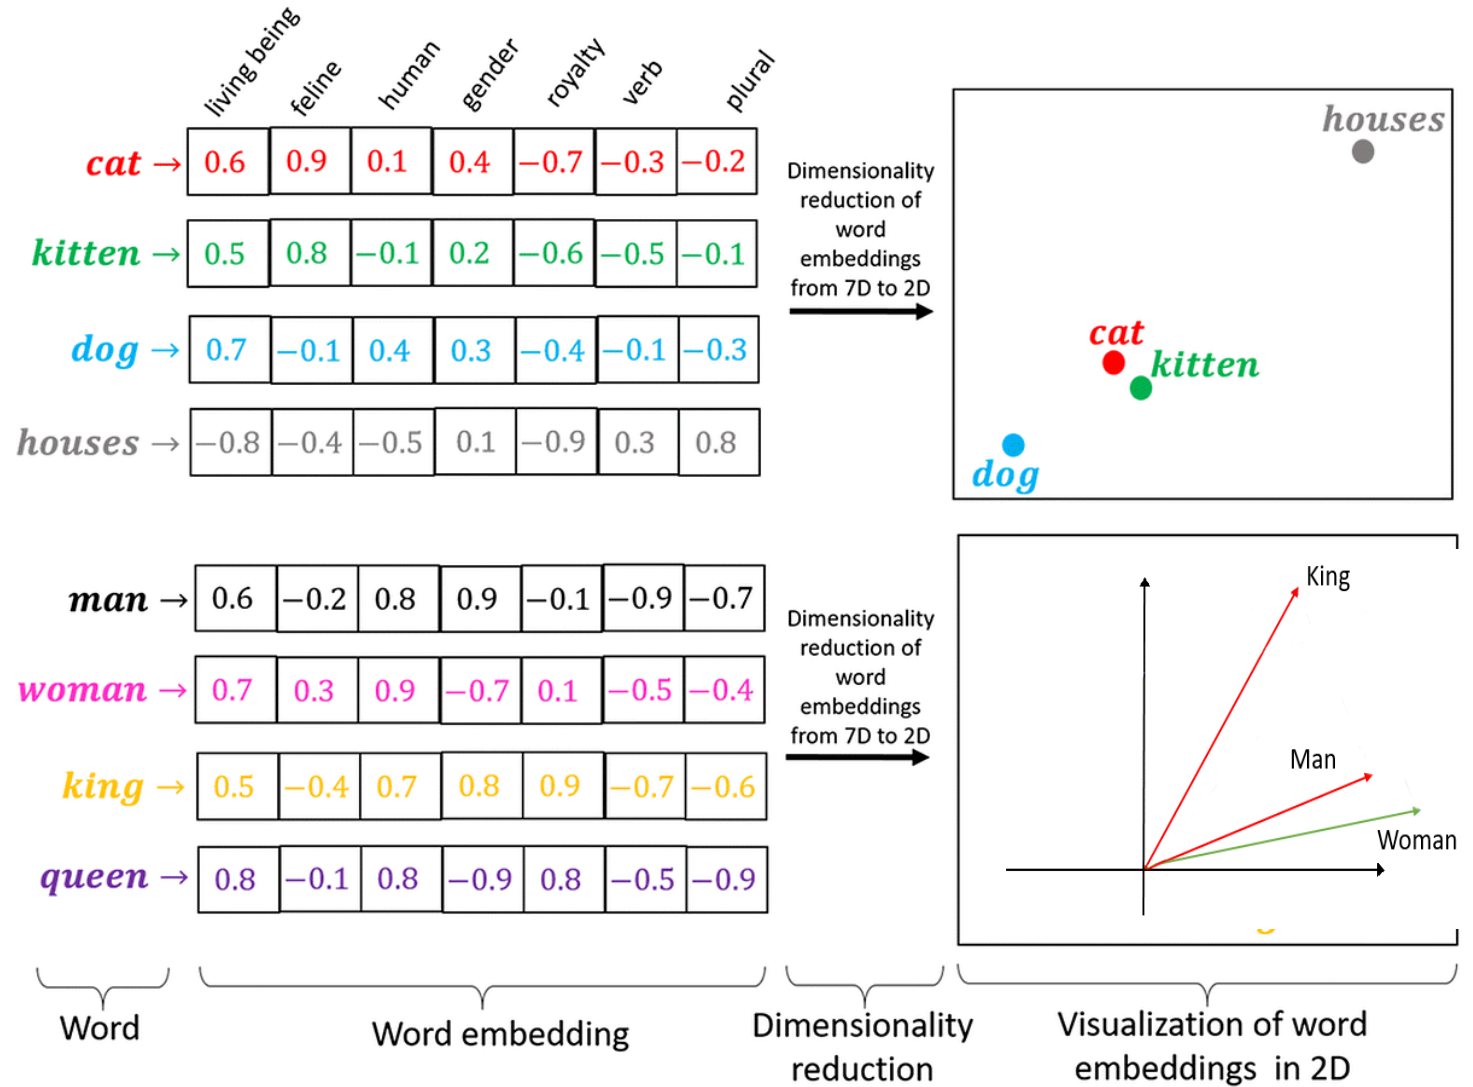 living being feline human gender royalty verb plural
cat → 0.6 0.9 0.1 0.4 −0.7 −0.3 −0.2
kitten → 0.5 0.8 −0.1 0.2 −0.6 −0.5 −0.1
dog → 0.7 −0.1 0.4 0.3 −0.4 −0.1 −0.3
houses → −0.8 −0.4 −0.5 0.1 −0.9 0.3 0.8
Dimensionality
reduction of
word
embeddings
from 7D to 2D
houses
cat
kitten
dog
man → 0.6 −0.2 0.8 0.9 −0.1 −0.9 −0.7
woman → 0.7 0.3 0.9 −0.7 0.1 −0.5 −0.4
king → 0.5 −0.4 0.7 0.8 0.9 −0.7 −0.6
queen → 0.8 −0.1 0.8 −0.9 0.8 −0.5 −0.9
Dimensionality
reduction of
word
embeddings
from 7D to 2D
King
Man
Woman
Word
Word embedding
Dimensionality
reduction
Visualization of word
embeddings in 2D